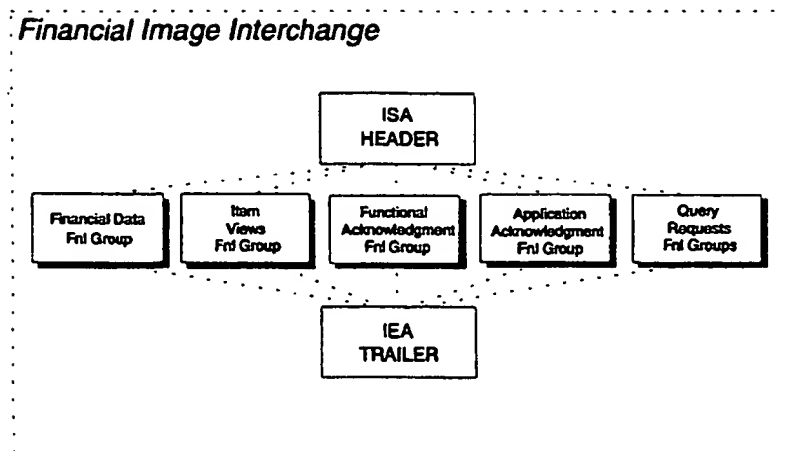 Financial Image Interchange
ISA
HEADER
Financial Data
Fnl Group
Item
Views
Fnl Group
Functional
Acknowledgment
Fnl Group
Application
Acknowledgment
Fnl Group
Query
Requests
Fnl Groups
IEA
TRAILER